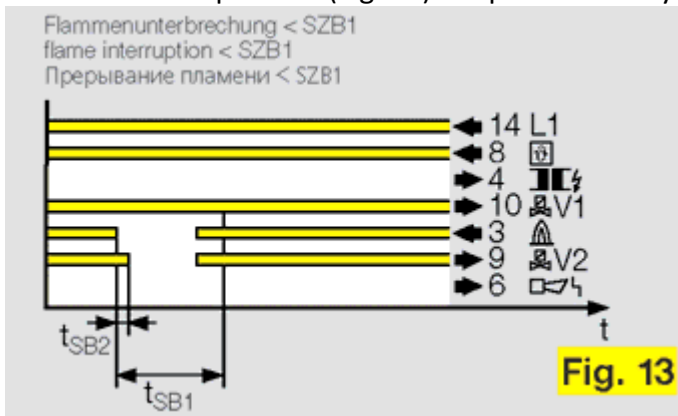 Flammenunterbrechung < SZB1
flame interruption < SZB1
Прерывание пламени < SZB1
14 L1
8
4
10 V1
3
9 V2
6
tSB2
t
tSB1
Fig. 13